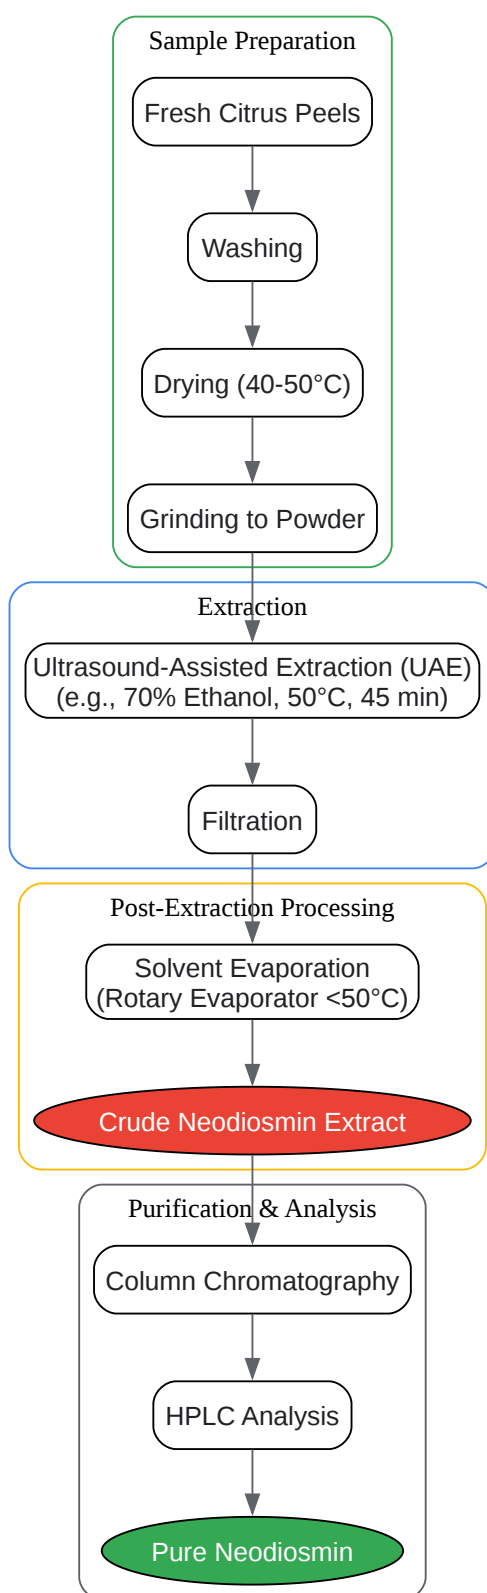 Sample Preparation
Fresh Citrus Peels
Washing
Drying (40-50°C)
Grinding to Powder
Extraction
Ultrasound-Assisted Extraction (UAE)
(e.g., 70% Ethanol, 50°C, 45 min)
Filtration
Post-Extraction Processing
Solvent Evaporation
(Rotary Evaporator <50°C)
Crude Neodiosmin Extract
Purification & Analysis
Column Chromatography
HPLC Analysis
Pure Neodiosmin